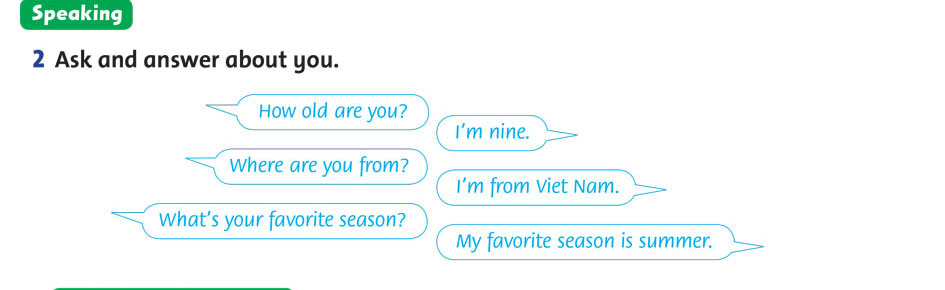 Speaking
2 Ask and answer about you.
How old are you?
I'm nine.
Where are you from?
I'm from Viet Nam.
What's your favorite season?
My favorite season is summer.